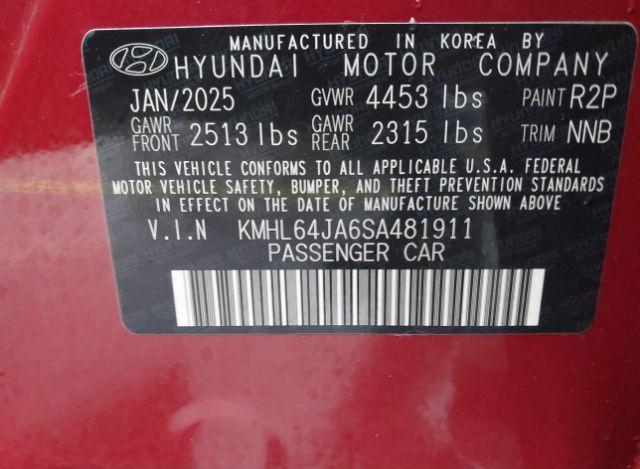 MANUFACTURED IN KOREA BY
HYUNDAI MOTOR COMPANY
JAN/2025 GVWR 4453 lbs PAINT R2P
GAWR FRONT 2513 lbs GAWR REAR 2315 lbs TRIM NNB
THIS VEHICLE CONFORMS TO ALL APPLICABLE U.S.A. FEDERAL
MOTOR VEHICLE SAFETY, BUMPER, AND THEFT PREVENTION STANDARDS
IN EFFECT ON THE DATE OF MANUFACTURE SHOWN ABOVE
V.I.N KMHL64JA6SA481911
PASSENGER CAR